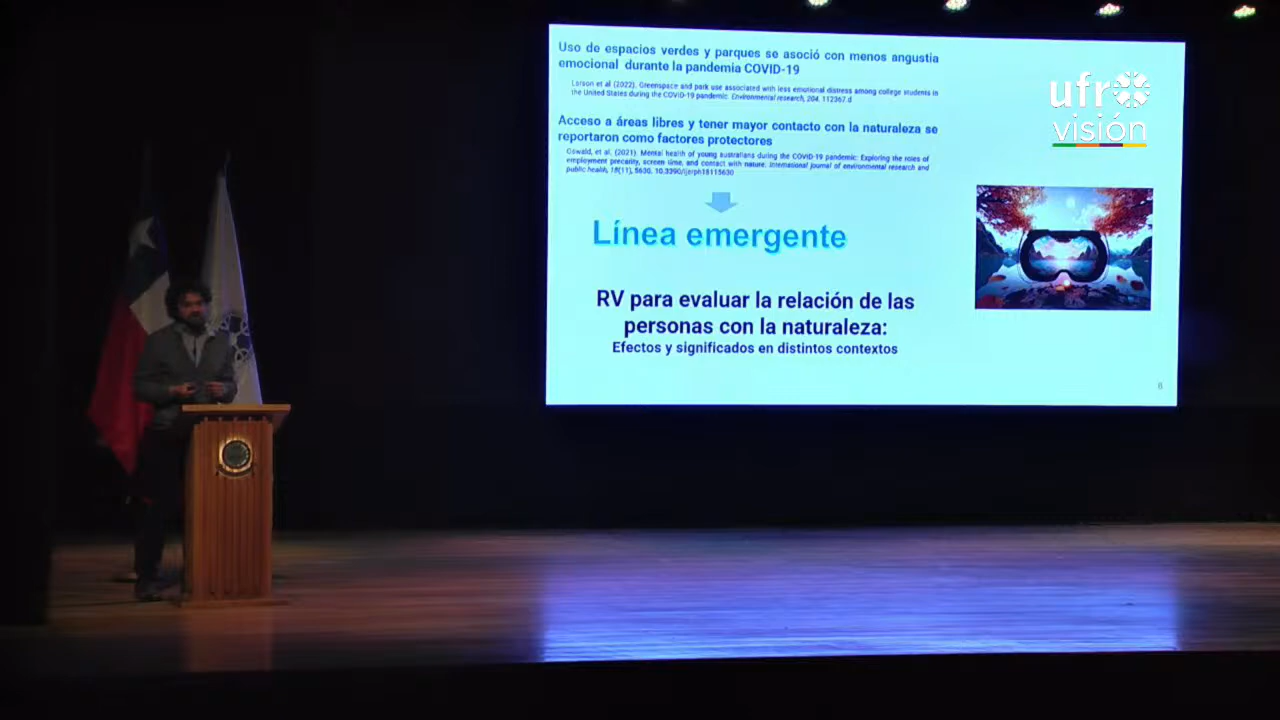 Uso de espacios verdes y parques se asoció con menos angustia
emocional durante la pandemia COVID-19
Larson et al (2022). Greenspace and park use associated with less emotional distress among college students in
the United States during the COVID-19 pandemic. Environmental research, 204, 112367.d
Acceso a áreas libres y tener mayor contacto con la naturaleza se
reportaron como factores protectores
Oswald, et al. (2021). Mental health of young australians during the COVID-19 pandemic: Exploring the roles of
employment precarity, screen time, and contact with nature. International journal of environmental research and
public health, 18(11), 5630. 10.3390/ijerph18115630
Línea emergente
RV para evaluar la relación de las
personas con la naturaleza:
Efectos y significados en distintos contextos
ufro
visión